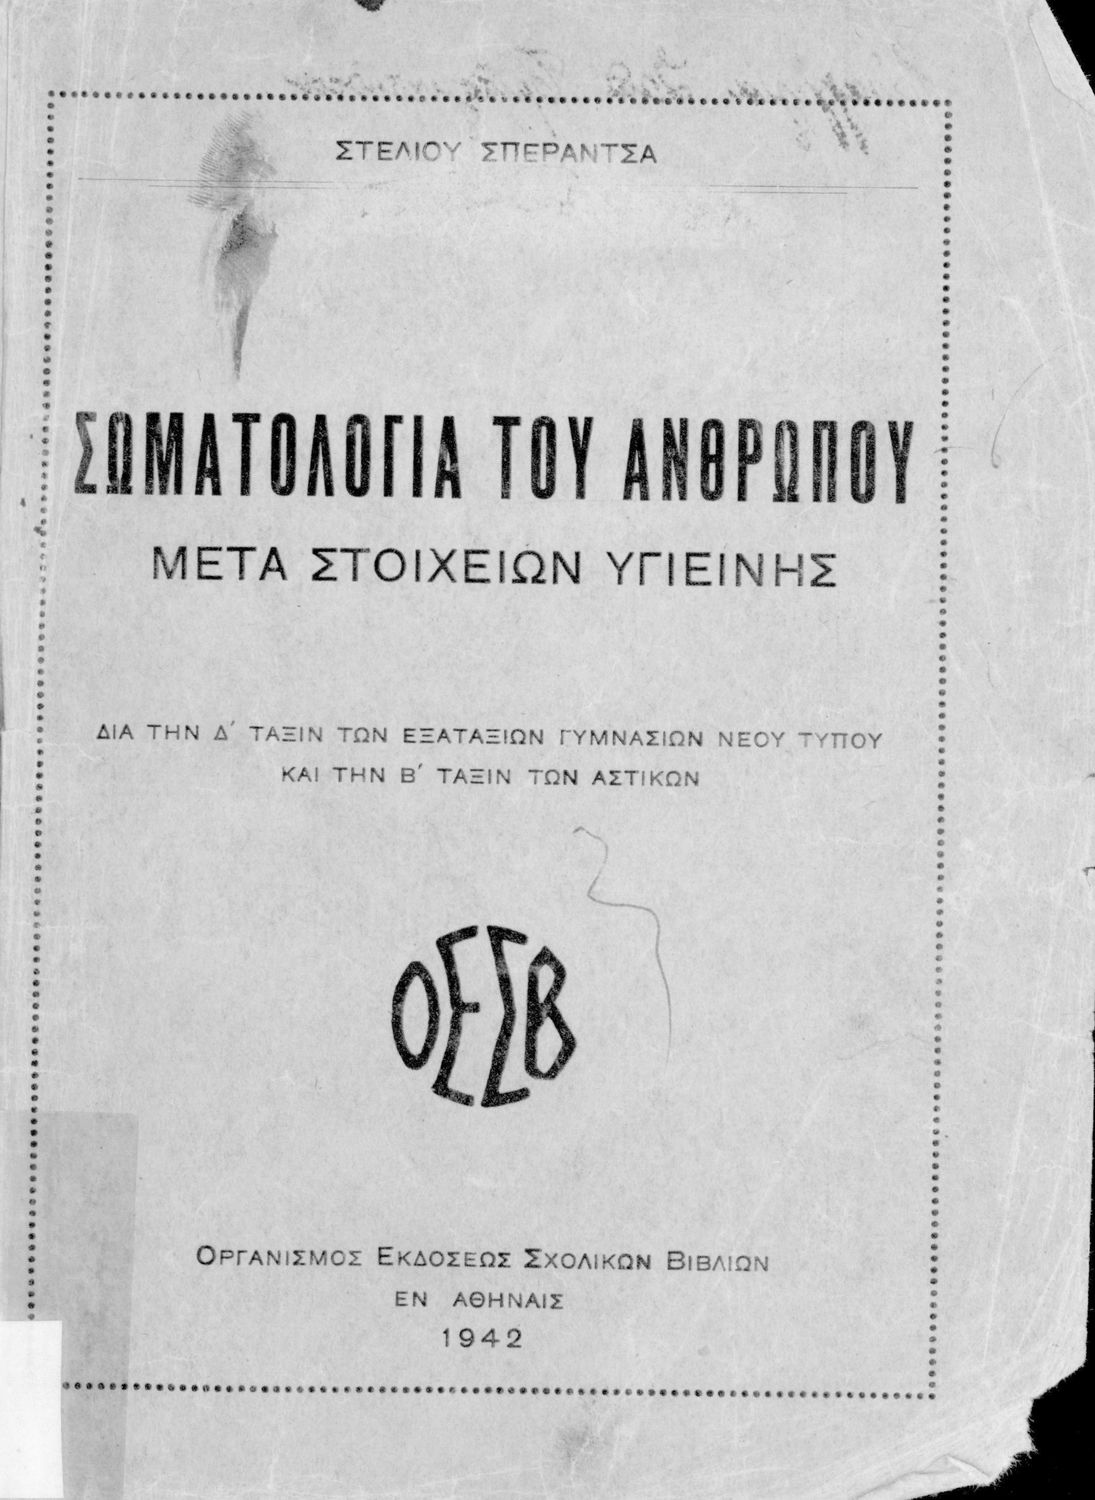 ΣΤΕΛΙΟΥ ΣΠΕΡΑΝΤΣΑ
ΣΩΜΑΤΟΛΟΓΙΑ ΤΟΥ ΑΝΘΡΩΠΟΥ
ΜΕΤΑ ΣΤΟΙΧΕΙΩΝ ΥΓΙΕΙΝΗΣ
ΔΙΑ ΤΗΝ Δ΄ ΤΑΞΙΝ ΤΩΝ ΕΞΑΤΑΞΙΩΝ ΓΥΜΝΑΣΙΩΝ ΝΕΟΥ ΤΥΠΟΥ
ΚΑΙ ΤΗΝ Β΄ ΤΑΞΙΝ ΤΩΝ ΑΣΤΙΚΩΝ
ΟΕΣΒ
ΟΡΓΑΝΙΣΜΟΣ ΕΚΔΟΣΕΩΣ ΣΧΟΛΙΚΩΝ ΒΙΒΛΙΩΝ
ΕΝ ΑΘΗΝΑΙΣ
1942